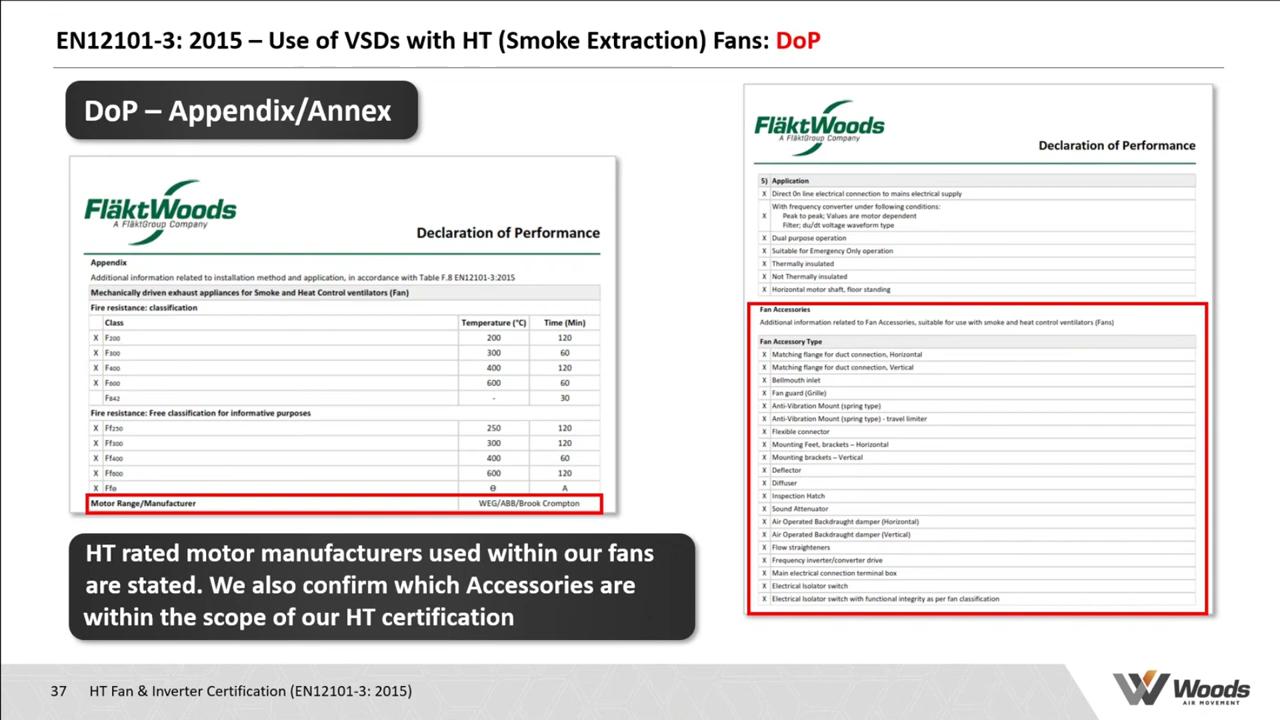 EN12101-3: 2015 – Use of VSDs with HT (Smoke Extraction) Fans: DoP
DoP – Appendix/Annex
FläktWoods
A FläktGroup Company
Declaration of Performance
Appendix
Additional information related to installation method and application, in accordance with Table F.8 EN12101-3:2015
Mechanically driven exhaust appliances for Smoke and Heat Control ventilators (Fan)
Fire resistance: classification
Class Temperature (°C) Time (Min)
X F200 200 120
X F300 300 60
X F400 400 120
X F600 600 60
F842 - 30
Fire resistance: Free classification for informative purposes
X Ff250 250 120
X Ff300 300 120
X Ff400 400 60
X Ff600 600 120
X Ffθ θ A
Motor Range/Manufacturer WEG/ABB/Brook Crompton
HT rated motor manufacturers used within our fans
are stated. We also confirm which Accessories are
within the scope of our HT certification
FläktWoods
A FläktGroup Company
Declaration of Performance
5) Application
X Direct On line electrical connection to mains electrical supply
With frequency converter under following conditions:
X Peak to peak; Values are motor dependent
Filter; du/dt voltage waveform type
X Dual purpose operation
X Suitable for Emergency Only operation
X Thermally insulated
X Not Thermally insulated
X Horizontal motor shaft, floor standing
Fan Accessories
Additional information related to Fan Accessories, suitable for use with smoke and heat control ventilators (Fans)
Fan Accessory Type
X Matching flange for duct connection, Horizontal
X Matching flange for duct connection, Vertical
X Bellmouth inlet
X Fan guard (Grille)
X Anti-Vibration Mount (spring type)
X Anti-Vibration Mount (spring type) - travel limiter
X Flexible connector
X Mounting Feet, brackets – Horizontal
X Mounting brackets – Vertical
X Deflector
X Diffuser
X Inspection Hatch
X Sound Attenuator
X Air Operated Backdraught damper (Horizontal)
X Air Operated Backdraught damper (Vertical)
X Flow straighteners
X Frequency inverter/converter drive
X Main electrical connection terminal box
X Electrical Isolator switch
X Electrical Isolator switch with functional integrity as per fan classification
37 HT Fan & Inverter Certification (EN12101-3: 2015)
Woods
AIR MOVEMENT